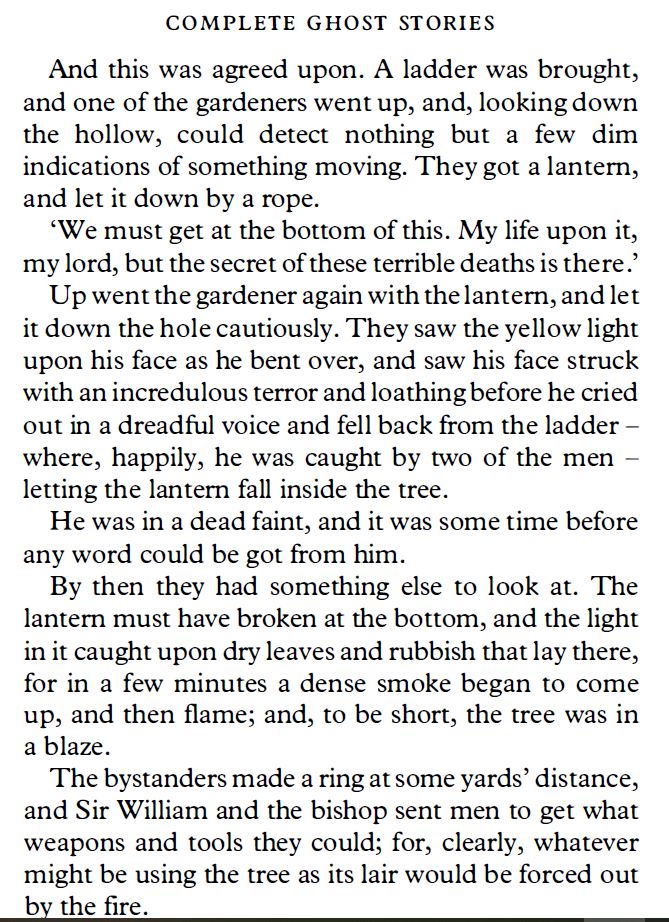 COMPLETE GHOST STORIES
And this was agreed upon. A ladder was brought,
and one of the gardeners went up, and, looking down
the hollow, could detect nothing but a few dim
indications of something moving. They got a lantern,
and let it down by a rope.
‘We must get at the bottom of this. My life upon it,
my lord, but the secret of these terrible deaths is there.’
Up went the gardener again with the lantern, and let
it down the hole cautiously. They saw the yellow light
upon his face as he bent over, and saw his face struck
with an incredulous terror and loathing before he cried
out in a dreadful voice and fell back from the ladder –
where, happily, he was caught by two of the men –
letting the lantern fall inside the tree.
He was in a dead faint, and it was some time before
any word could be got from him.
By then they had something else to look at. The
lantern must have broken at the bottom, and the light
in it caught upon dry leaves and rubbish that lay there,
for in a few minutes a dense smoke began to come
up, and then flame; and, to be short, the tree was in
a blaze.
The bystanders made a ring at some yards’ distance,
and Sir William and the bishop sent men to get what
weapons and tools they could; for, clearly, whatever
might be using the tree as its lair would be forced out
by the fire.